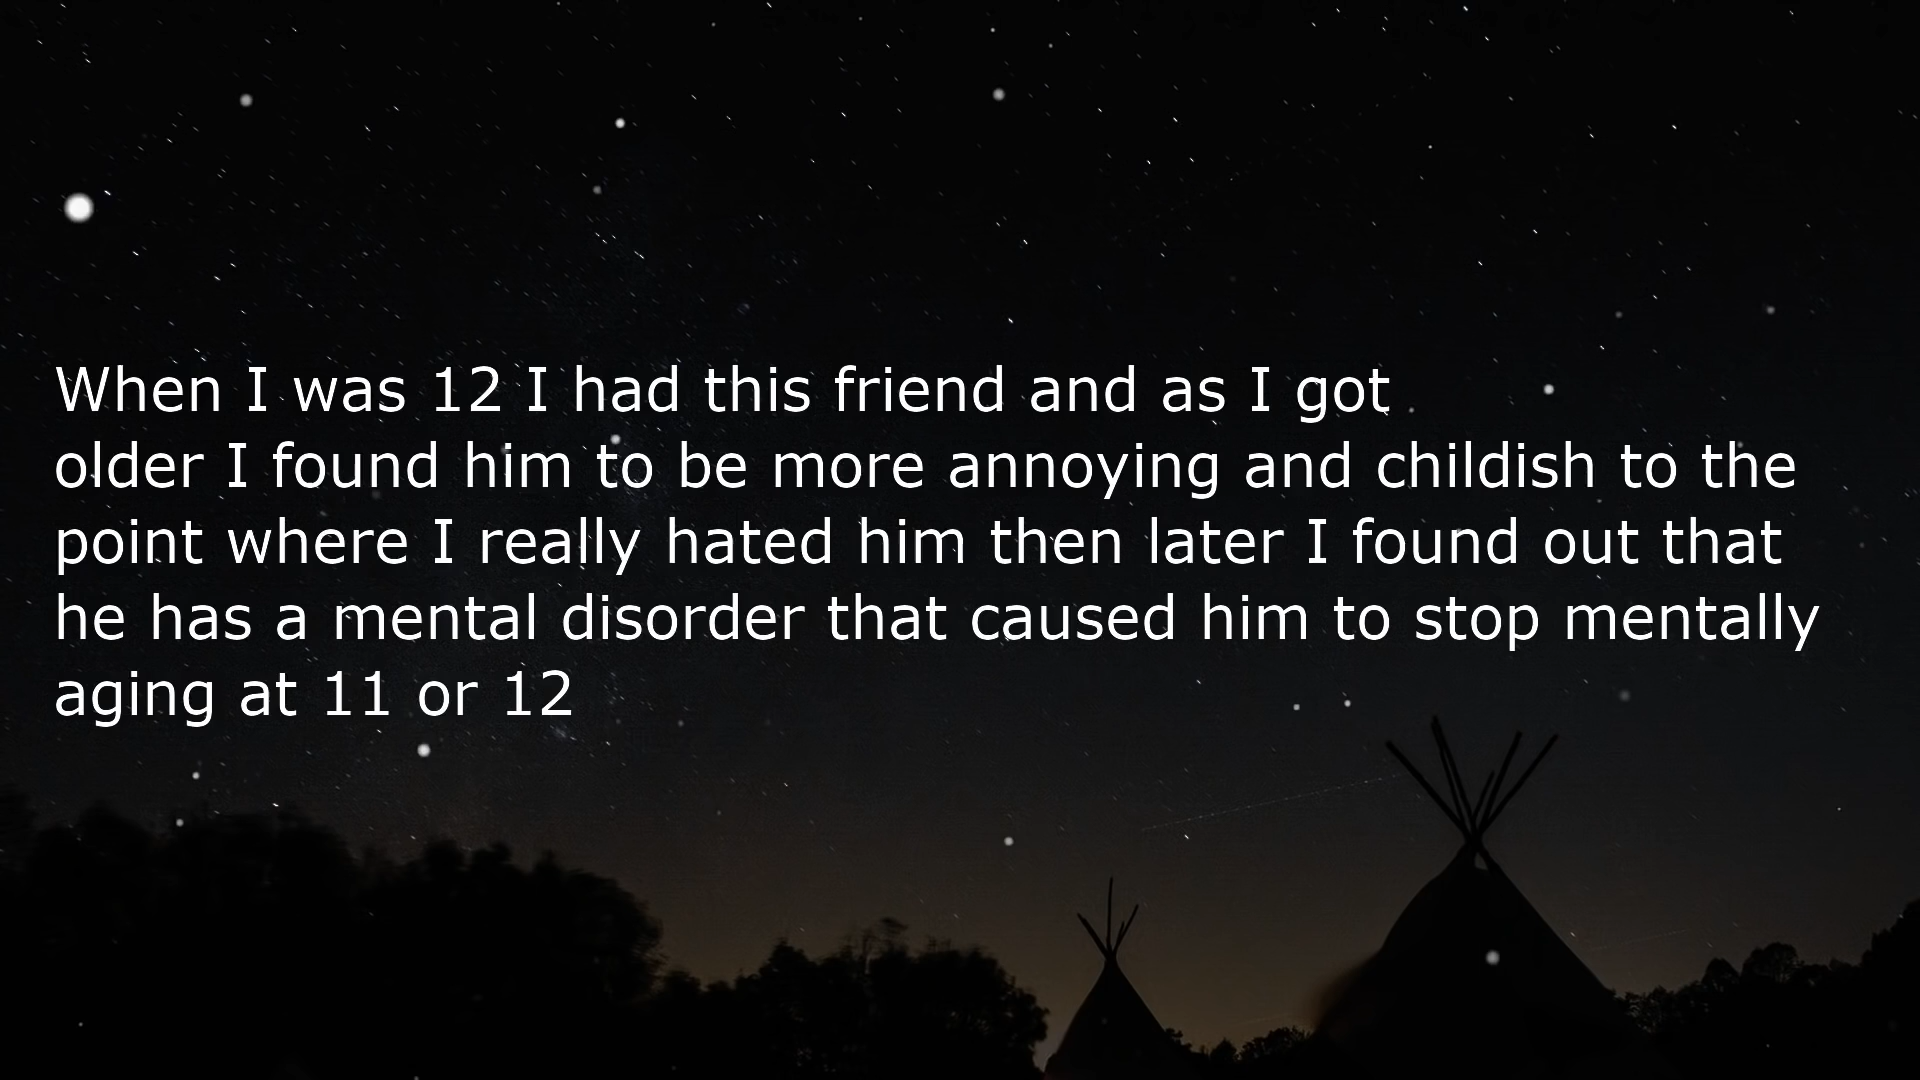 When I was 12 I had this friend and as I got
older I found him to be more annoying and childish to the
point where I really hated him then later I found out that
he has a mental disorder that caused him to stop mentally
aging at 11 or 12